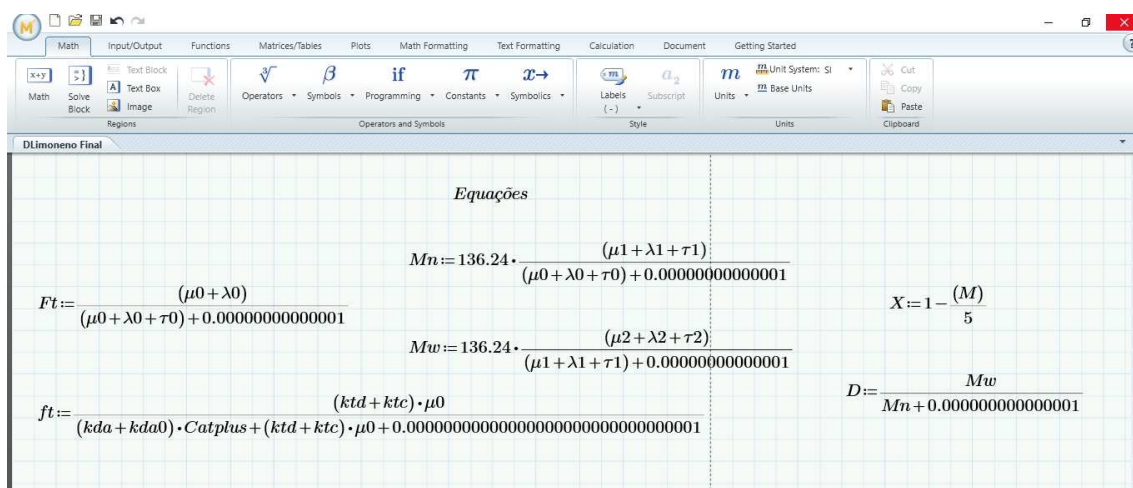 Math Input/Output Functions Matrices/Tables Plots Math Formatting Text Formatting Calculation Document Getting Started
Math
Solve Block
Text Block
Text Box
Image
Delete Region
Operators Symbols Programming Constants Symbolics
Labels (-)
Subscript
Units
Unit System: SI
Base Units
Cut
Copy
Paste
Regions Operators and Symbols Style Units Clipboard
DLimoneno Final
Equações
Mn:=136.24·(μ1+λ1+τ1)/((μ0+λ0+τ0)+0.00000000000001)
Ft:=(μ0+λ0)/((μ0+λ0+τ0)+0.00000000000001)
X:=1-(M)/5
Mw:=136.24·(μ2+λ2+τ2)/((μ1+λ1+τ1)+0.00000000000001)
D:=Mw/(Mn+0.000000000000001)
ft:=(ktd+ktc)·μ0/((kda+kda0)·Catplus+(ktd+ktc)·μ0+0.0000000000000000000000000000001)